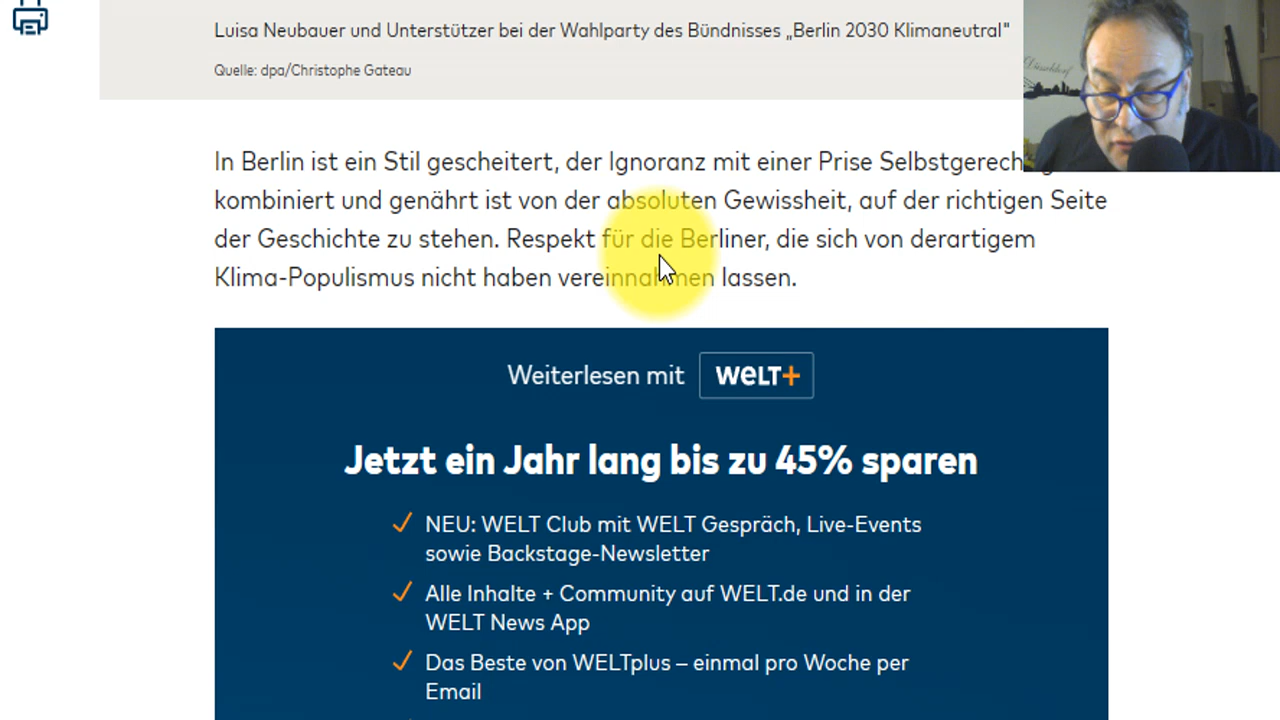 Luisa Neubauer und Unterstützer bei der Wahlparty des Bündnisses „Berlin 2030 Klimaneutral"
Quelle: dpa/Christophe Gateau
Düsseldorf
In Berlin ist ein Stil gescheitert, der Ignoranz mit einer Prise
kombiniert und genährt ist von der absoluten Gewissheit, auf der richtigen Seite
der Geschichte zu stehen. Respekt für die Berliner, die sich von derartigem
Klima-Populismus nicht haben vereinnahmen lassen.
Weiterlesen mit WELT+
Jetzt ein Jahr lang bis zu 45% sparen
✓ NEU: WELT Club mit WELT Gespräch, Live-Events
sowie Backstage-Newsletter
✓ Alle Inhalte + Community auf WELT.de und in der
WELT News App
✓ Das Beste von WELTplus – einmal pro Woche per
Email